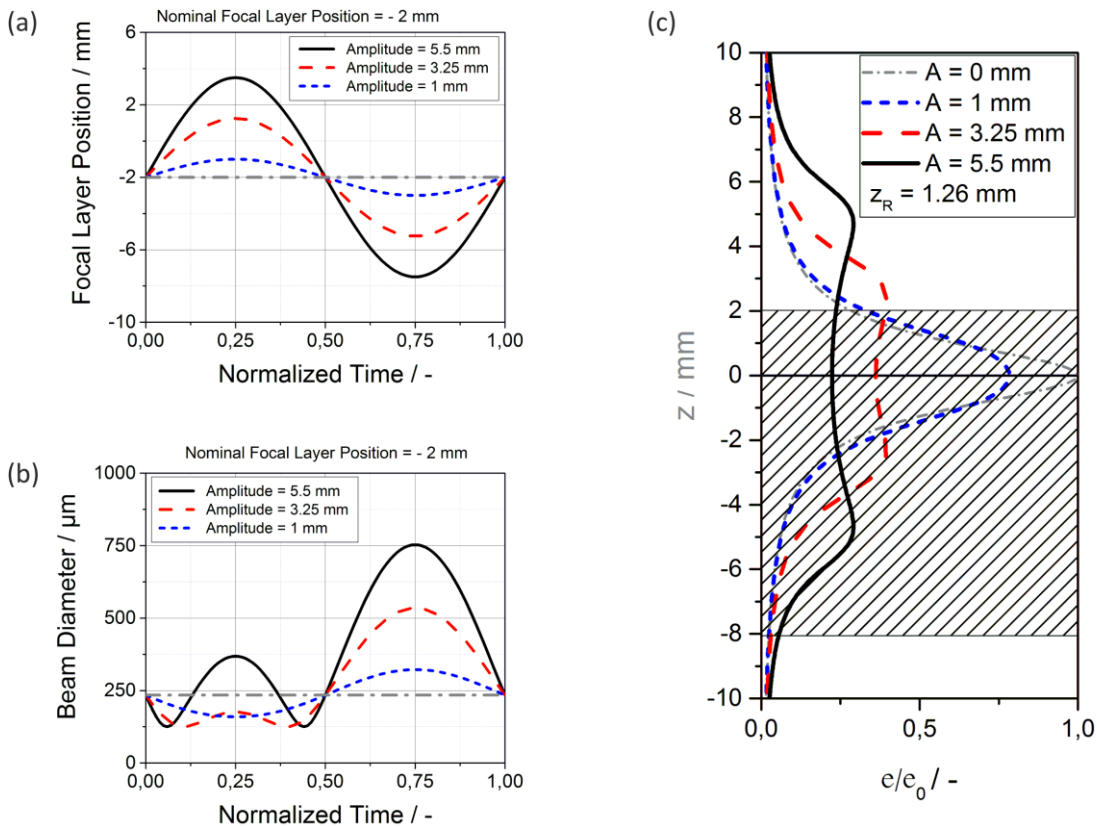 (a)
Nominal Focal Layer Position = - 2 mm
Focal Layer Position / mm
6
2
-2
-6
-10
Amplitude = 5.5 mm
Amplitude = 3.25 mm
Amplitude = 1 mm
0,00 0,25 0,50 0,75 1,00
Normalized Time / -
(b)
Nominal Focal Layer Position = - 2 mm
Beam Diameter / µm
1000
750
500
250
0
Amplitude = 5.5 mm
Amplitude = 3.25 mm
Amplitude = 1 mm
0,00 0,25 0,50 0,75 1,00
Normalized Time / -
(c)
z / mm
10
8
6
4
2
0
-2
-4
-6
-8
-10
A = 0 mm
A = 1 mm
A = 3.25 mm
A = 5.5 mm
zR = 1.26 mm
0,0 0,5 1,0
e/e0 / -